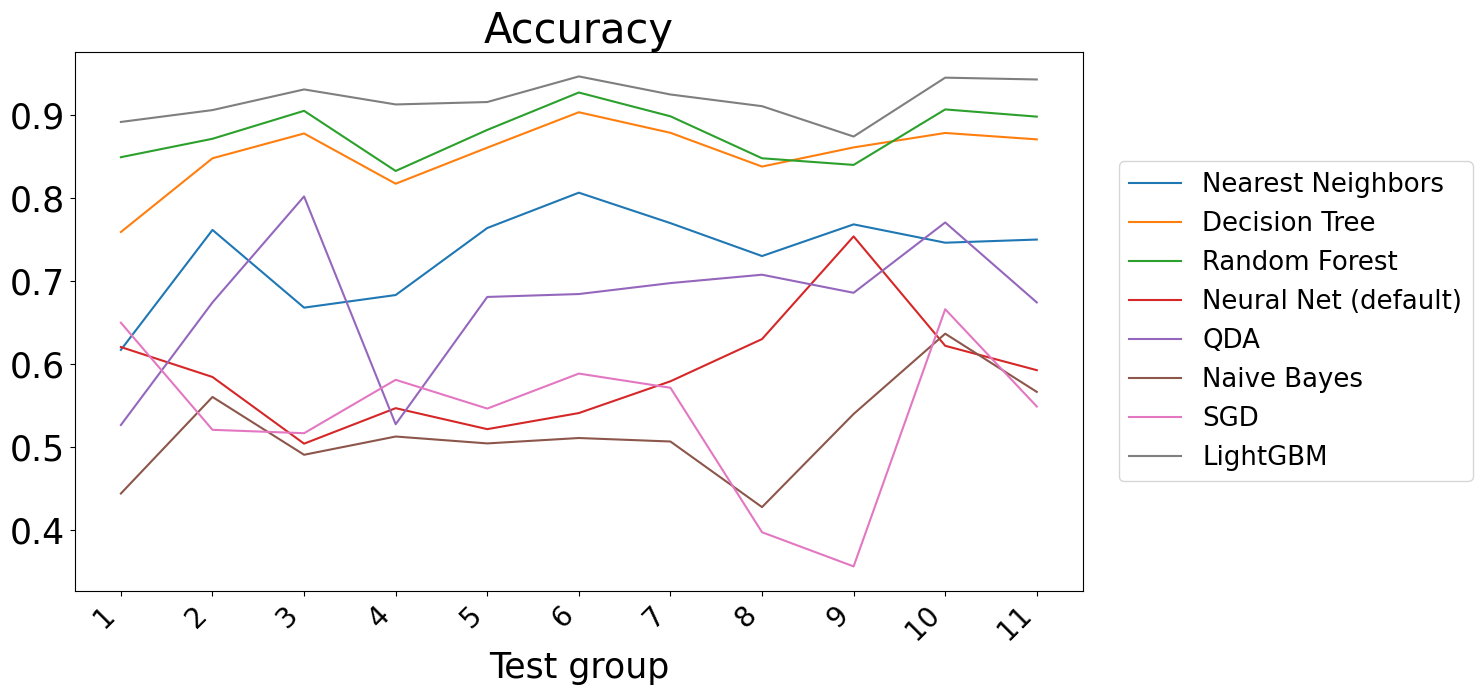 Accuracy
0.9
0.8
0.7
0.6
0.5
0.4
1 2 3 4 5 6 7 8 9 10 11
Test group
Nearest Neighbors
Decision Tree
Random Forest
Neural Net (default)
QDA
Naive Bayes
SGD
LightGBM